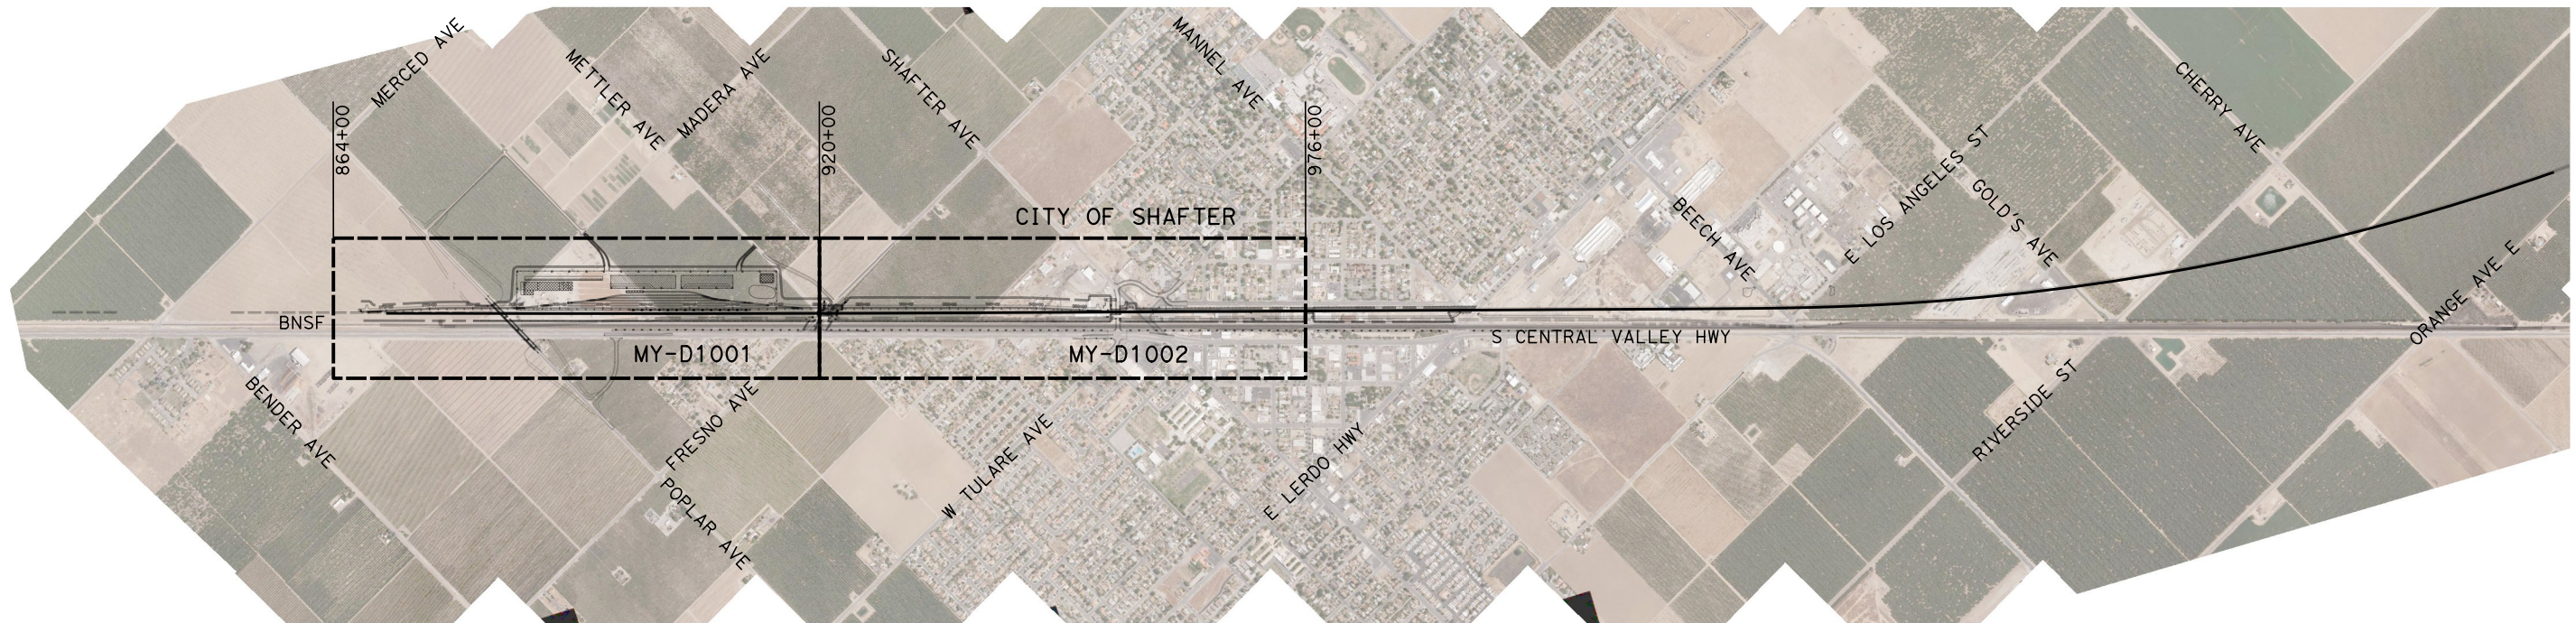 MERCED AVE
METTLER AVE
MADERA AVE
SHAFTER AVE
MANNEL AVE
CHERRY AVE
864+00
920+00
976+00
CITY OF SHAFTER
BEECH AVE
E LOS ANGELES ST
GOLD'S AVE
ORANGE AVE E
BNSF
S CENTRAL VALLEY HWY
MY-D1001
MY-D1002
BENDER AVE
FRESNO AVE
POPLAR AVE
W TULARE AVE
E LERDO HWY
RIVERSIDE ST